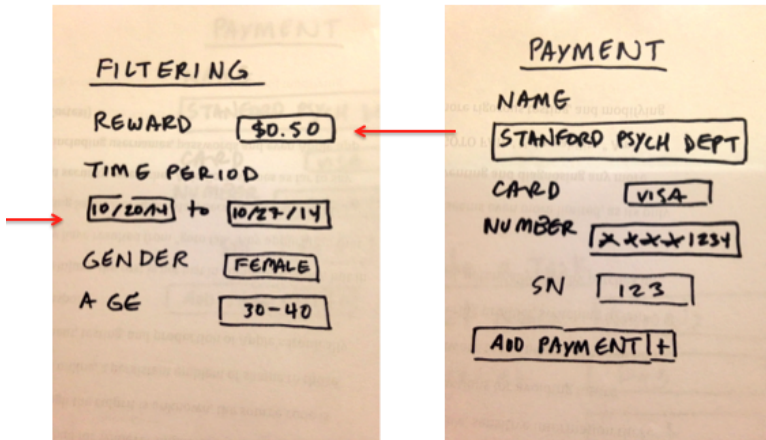 FILTERING
REWARD $0.50
TIME PERIOD
10/20/14 to 10/27/14
GENDER FEMALE
AGE 30-40
PAYMENT
NAME
STANFORD PSYCH DEPT
CARD VISA
NUMBER XXXX1234
SN 123
ADD PAYMENT +